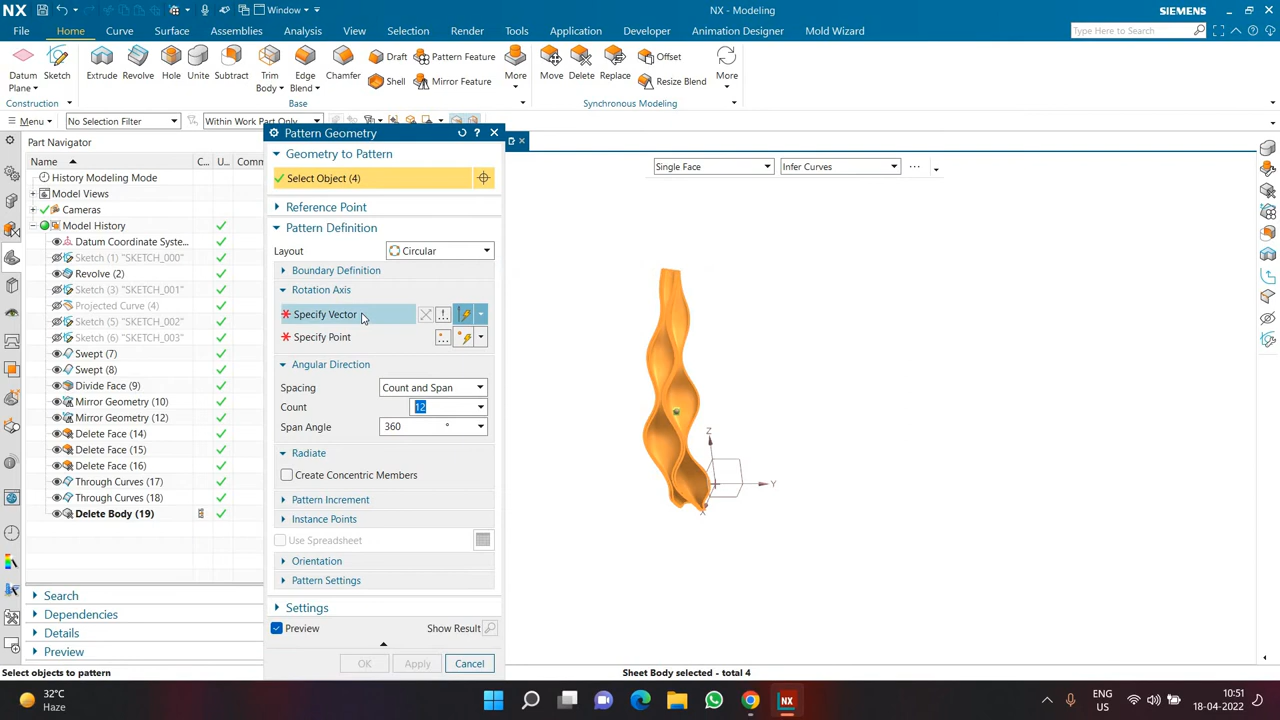 NX
Window
NX - Modeling
SIEMENS
File Home Curve Surface Assemblies Analysis View Selection Render Tools Application Developer Animation Designer Mold Wizard
Type Here to Search
Datum Plane
Sketch
Extrude
Revolve
Hole
Unite
Subtract
Trim Body
Edge Blend
Chamfer
Draft
Shell
Pattern Feature
Mirror Feature
More
Move
Delete
Replace
Offset
Resize Blend
More
Construction
Base
Synchronous Modeling
Menu
No Selection Filter
Within Work Part Only
Part Navigator
Name C... U... Comm
History Modeling Mode
Model Views
Cameras
Model History
Datum Coordinate Syste...
Sketch (1) "SKETCH_000"
Revolve (2)
Sketch (3) "SKETCH_001"
Projected Curve (4)
Sketch (5) "SKETCH_002"
Sketch (6) "SKETCH_003"
Swept (7)
Swept (8)
Divide Face (9)
Mirror Geometry (10)
Mirror Geometry (12)
Delete Face (14)
Delete Face (15)
Delete Face (16)
Through Curves (17)
Through Curves (18)
Delete Body (19)
Search
Dependencies
Details
Preview
Pattern Geometry
Geometry to Pattern
Select Object (4)
Reference Point
Pattern Definition
Layout Circular
Boundary Definition
Rotation Axis
Specify Vector
Specify Point
Angular Direction
Spacing Count and Span
Count 12
Span Angle 360 °
Radiate
Create Concentric Members
Pattern Increment
Instance Points
Use Spreadsheet
Orientation
Pattern Settings
Settings
Preview Show Result
OK Apply Cancel
Single Face
Infer Curves
Z
Y
X
Select objects to pattern
Sheet Body selected - total 4
32°C
Haze
NX
ENG
US
10:51
18-04-2022